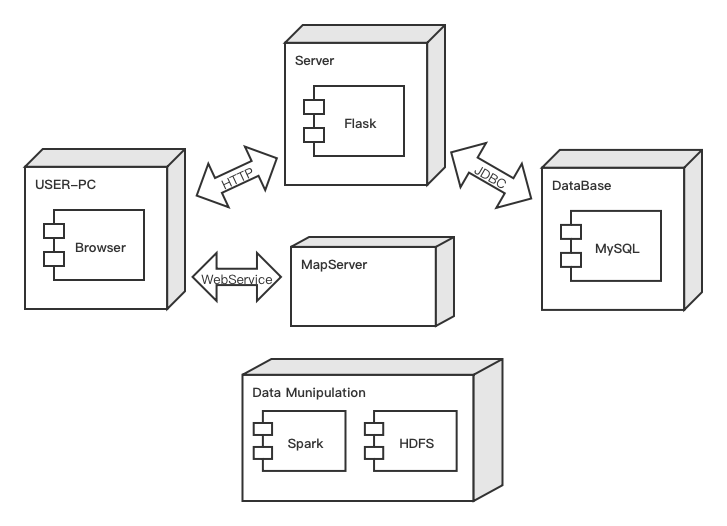 Server
Flask
HTTP
JDBC
USER-PC
Browser
DataBase
MySQL
WebService
MapServer
Data Munipulation
Spark
HDFS